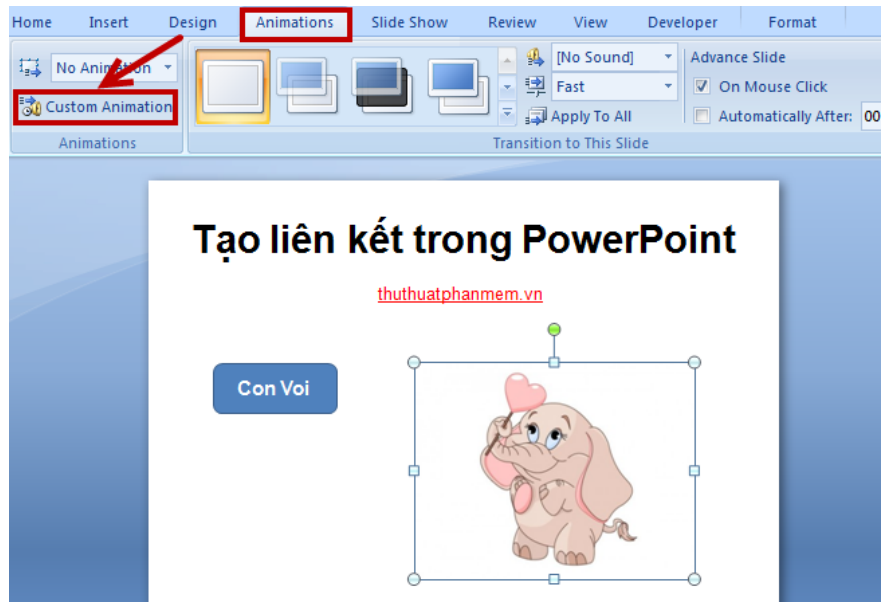 Home Insert Design Animations Slide Show Review View Developer Format
No Animation [No Sound] Advance Slide
Custom Animation Fast On Mouse Click
Apply To All Automatically After: 00
Animations Transition to This Slide
Tạo liên kết trong PowerPoint
thuthuatphanmem.vn
Con Voi